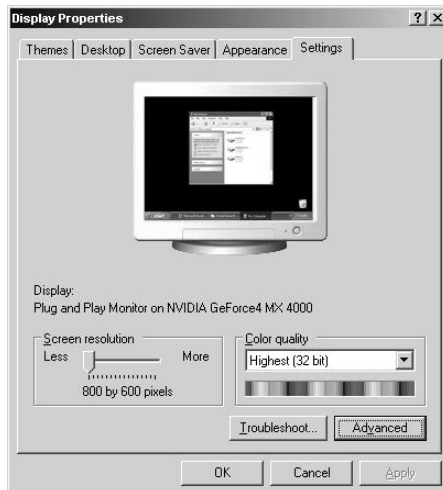 Display Properties
Themes Desktop Screen Saver Appearance Settings
Display:
Plug and Play Monitor on NVIDIA GeForce4 MX 4000
Screen resolution
Less More
800 by 600 pixels
Color quality
Highest (32 bit)
Troubleshoot... Advanced
OK Cancel Apply